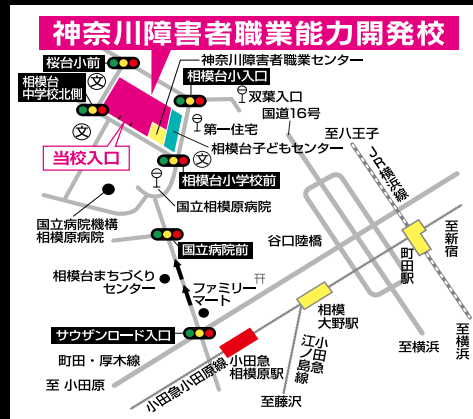 神奈川障害者職業能力開発校
桜台小前
文
神奈川障害者職業センター
相模台
中学校北側
相模台小入口
双葉入口
国道16号
文
第一住宅
至八王子
相模台子どもセンター
JR横浜線
当校入口
文
相模台小学校前
国立相模原病院
国立病院機構
相模原病院
至新宿
谷口陸橋
町田駅
国立病院前
相模台まちづくり
センター
ファミリー
マート
相模
大野駅
至横浜
サウザンロード入口
小田急
江ノ島線
至横浜
町田・厚木線
小田急
相模原駅
至 小田原
小田急小田原線
至藤沢